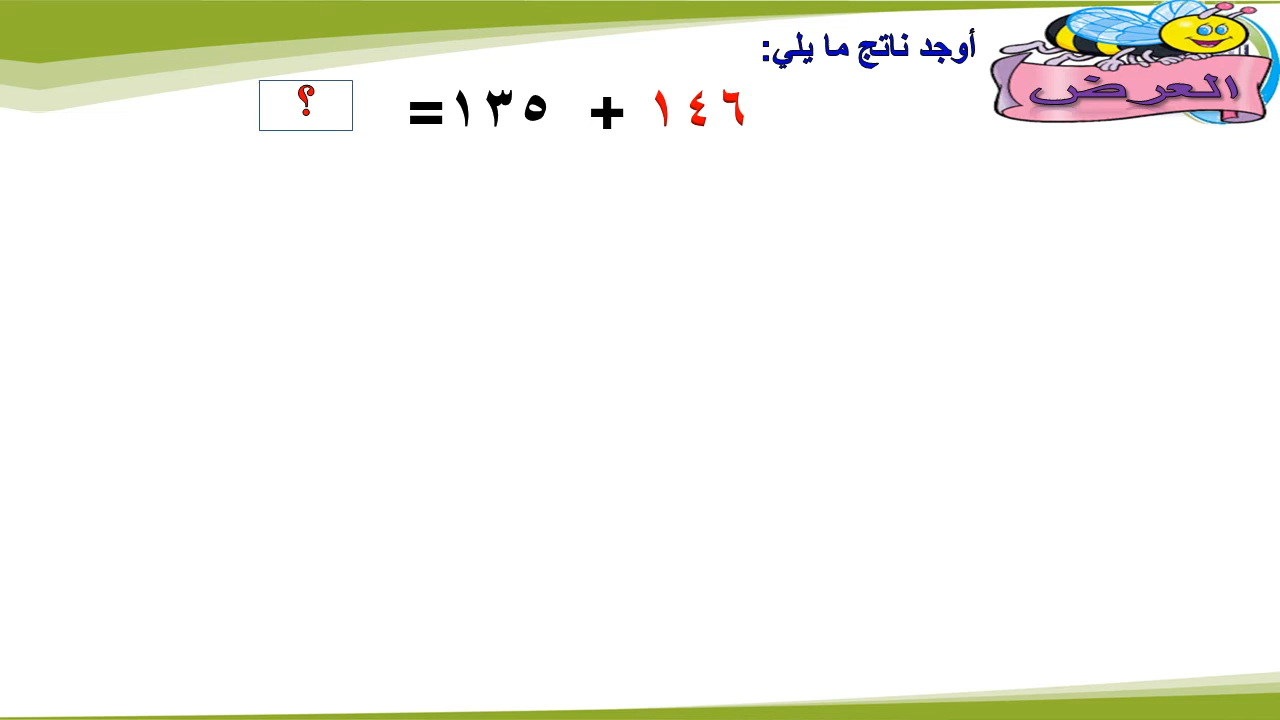 العرض
أوجد ناتج ما يلي:
١٤٦ + ١٣٥ = ؟